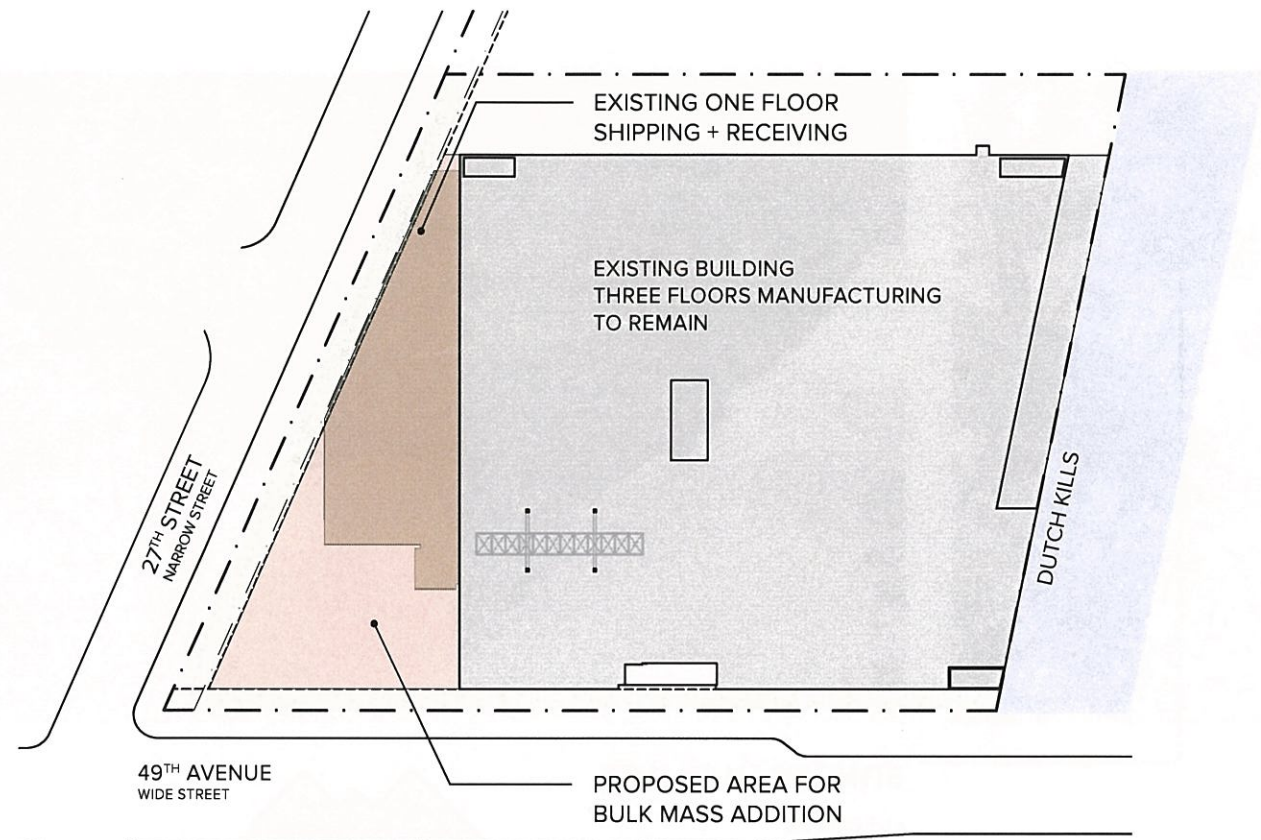 EXISTING ONE FLOOR
SHIPPING + RECEIVING
EXISTING BUILDING
THREE FLOORS MANUFACTURING
TO REMAIN
27TH STREET
NARROW STREET
DUTCH KILLS
49TH AVENUE
WIDE STREET
PROPOSED AREA FOR
BULK MASS ADDITION